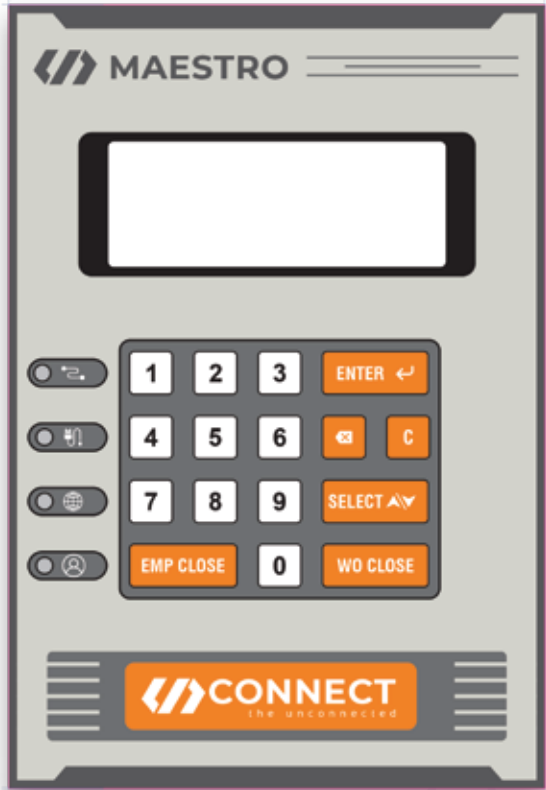 MAESTRO
1 2 3 ENTER
4 5 6 C
7 8 9 SELECT
EMP CLOSE 0 WO CLOSE
CONNECT
the unconnected